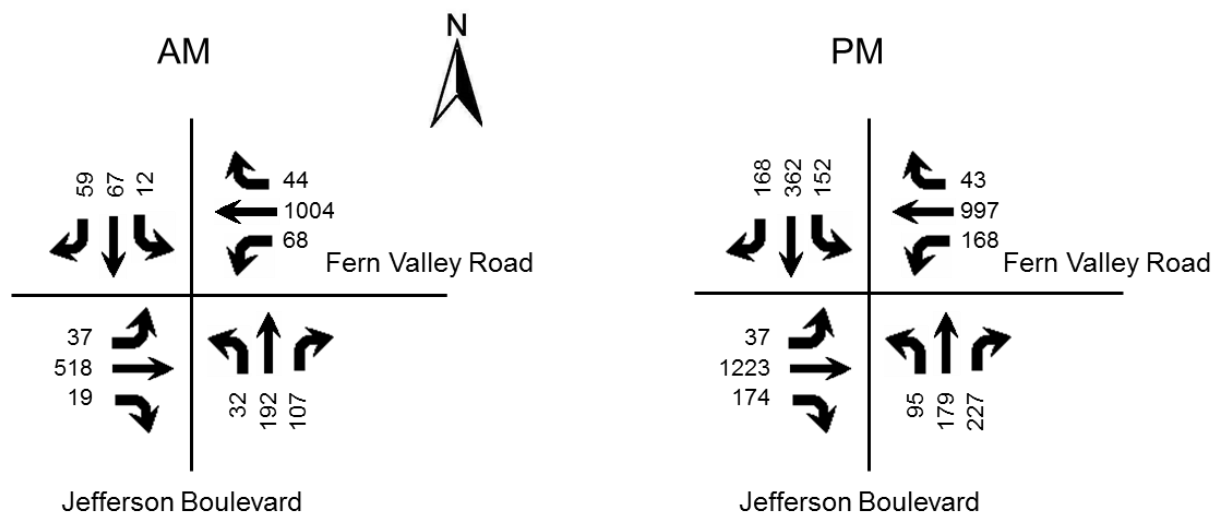 N
AM
PM
59 67 12
44
1004
68
Fern Valley Road
37
518
19
32 192 107
Jefferson Boulevard
168 362 152
43
997
168
Fern Valley Road
37
1223
174
95 179 227
Jefferson Boulevard